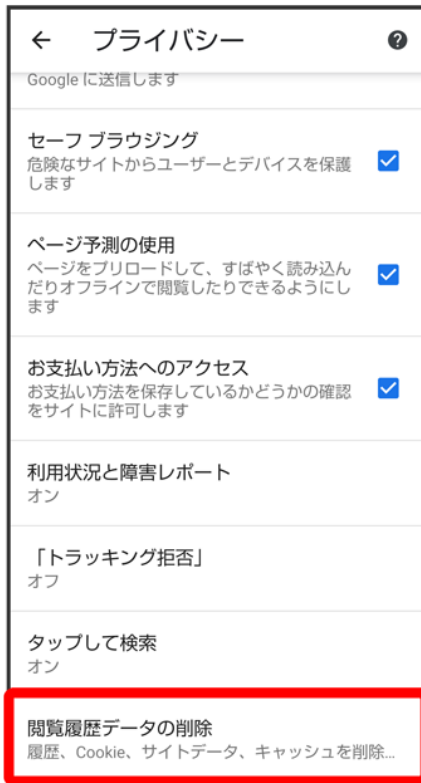 ← プライバシー ?
Google に送信します
セーフ ブラウジング
危険なサイトからユーザーとデバイスを保護
します
ページ予測の使用
ページをプリロードして、すばやく読み込ん
だりオフラインで閲覧したりできるようにし
ます
お支払い方法へのアクセス
お支払い方法を保存しているかどうかの確認
をサイトに許可します
利用状況と障害レポート
オン
「トラッキング拒否」
オフ
タップして検索
オン
閲覧履歴データの削除
履歴、Cookie、サイトデータ、キャッシュを削除...